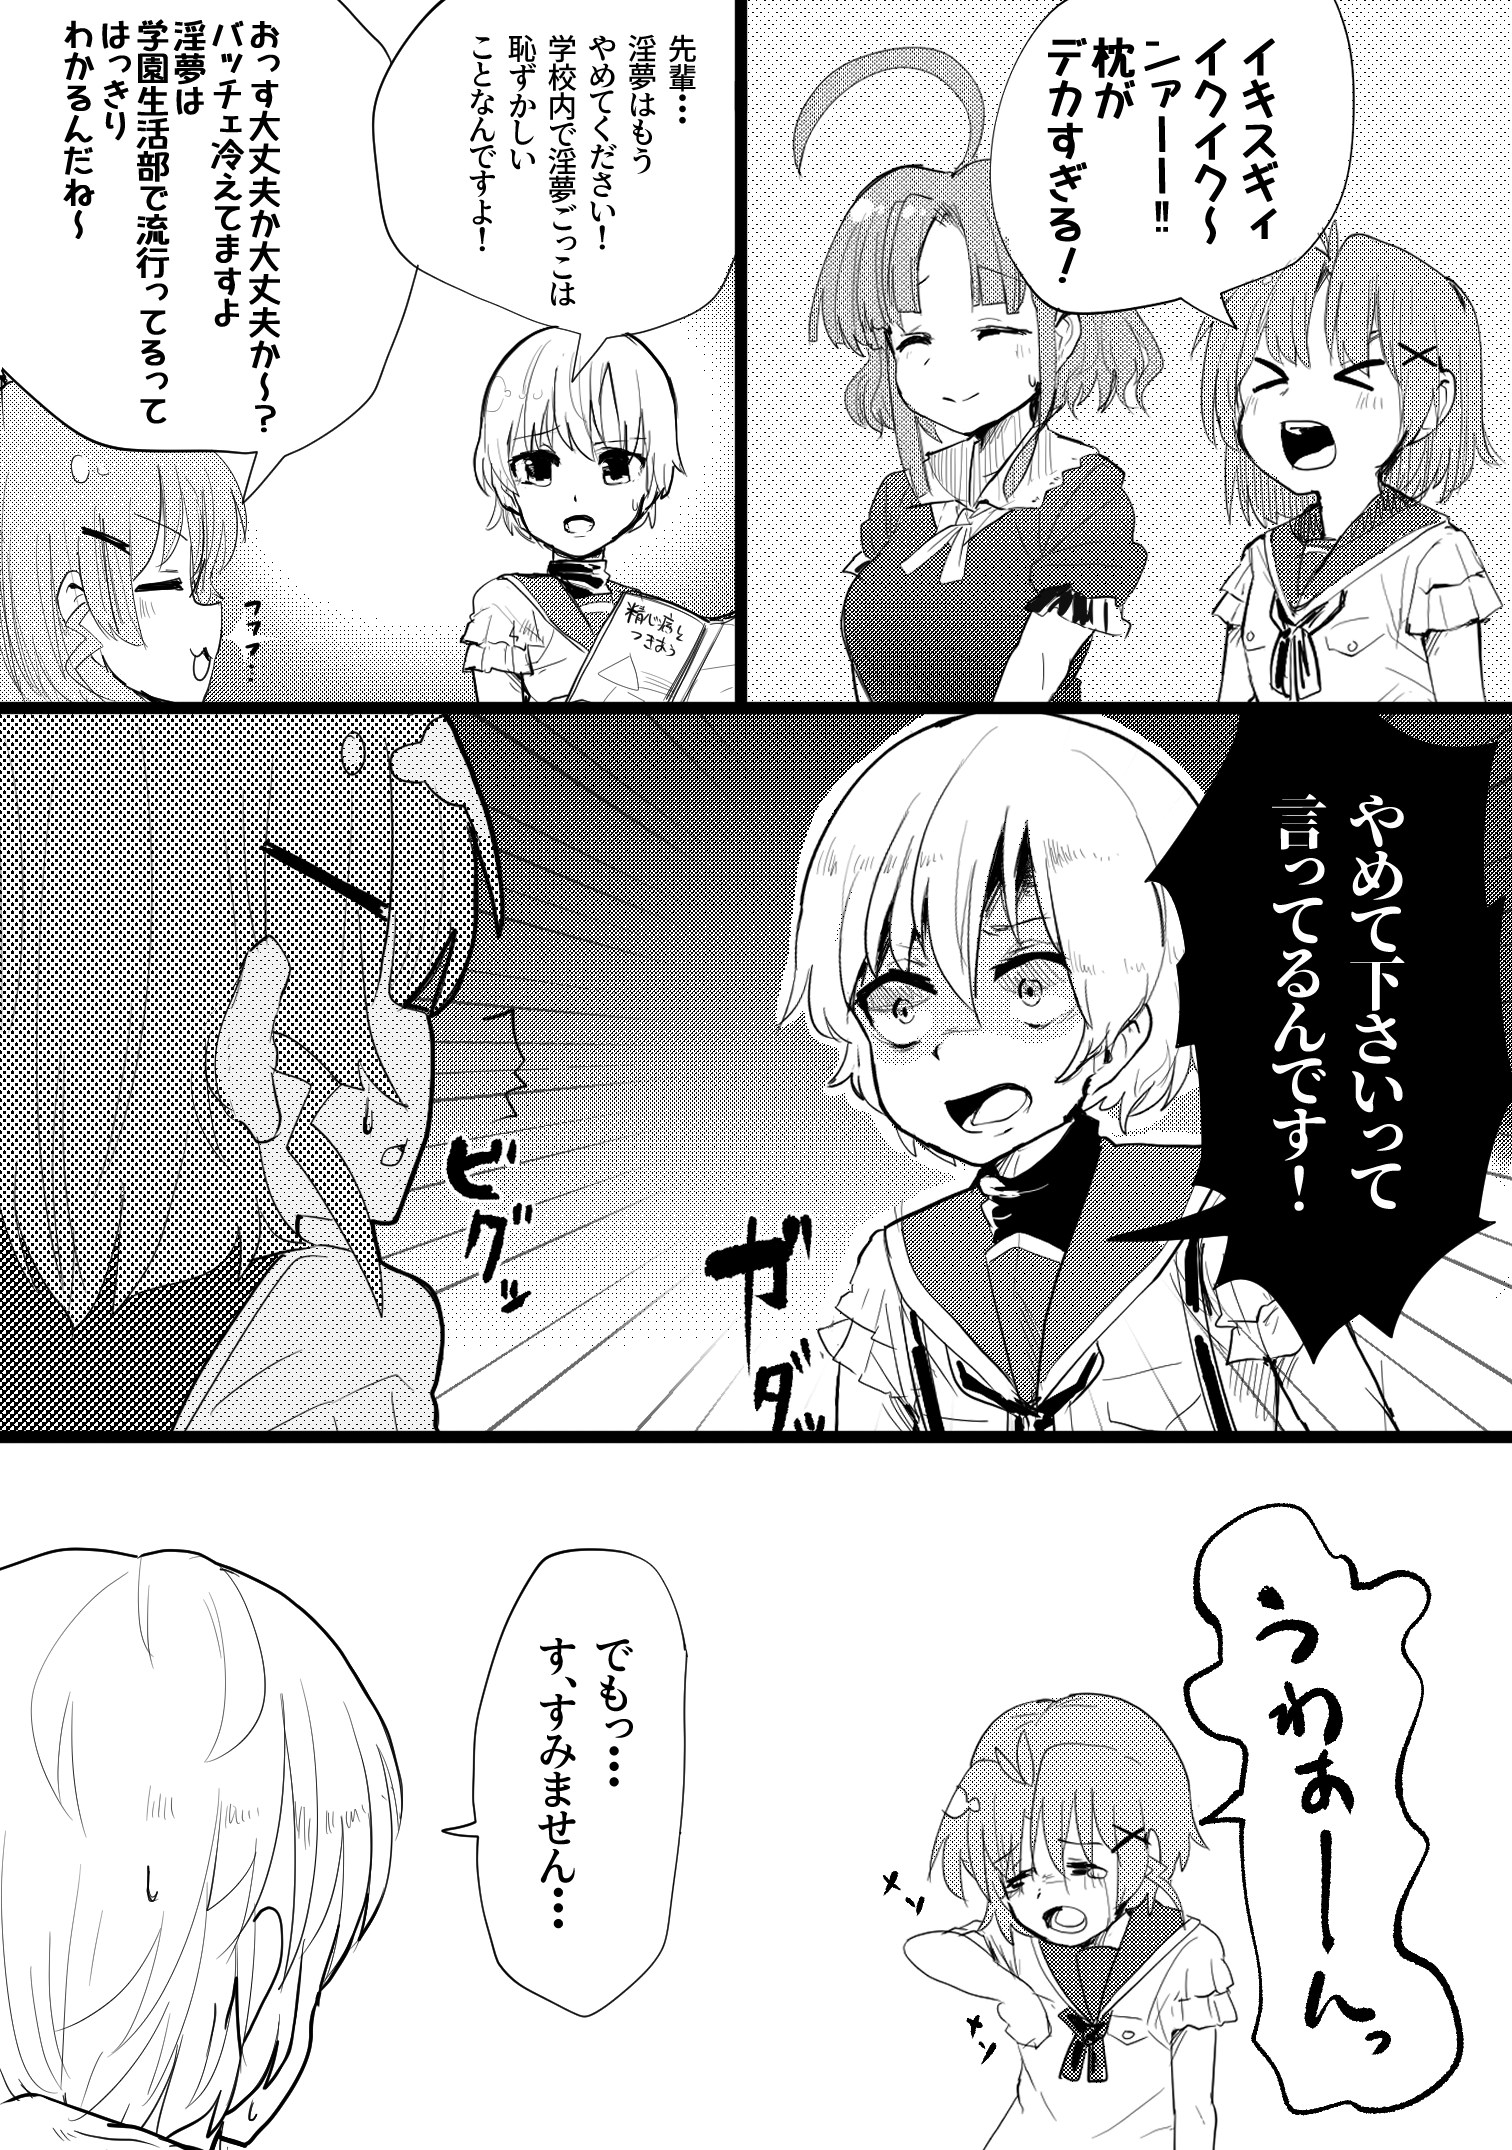 イキスギィ
イクイク〜
ンアーーー!!
枕が
デカすぎる！
先輩…
淫夢はもう
やめてください！
学校内で淫夢ごっこは
恥ずかしい
ことなんですよ！
精心病と
つきあう
おっす大丈夫か大丈夫か〜？
バッチェ冷えてますよ
淫夢は
学園生活部で流行ってるって
はっきり
わかるんだね〜
フフフ…
やめて下さいって
言ってるんです！
ガタッ
ビグッ
うわぁーーんっ
メソ
メソ
でもっ…
す、すみません…